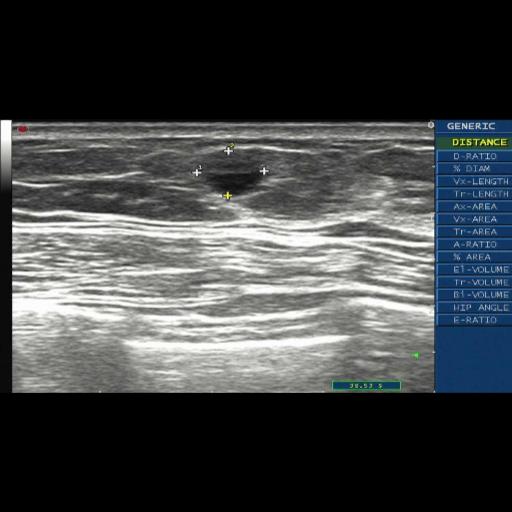 GENERIC
DISTANCE
D-RATIO
% DIAM
Vx-LENGTH
Tr-LENGTH
Ax-AREA
Vx-AREA
Tr-AREA
A-RATIO
% AREA
El-VOLUME
Tr-VOLUME
Bi-VOLUME
HIP ANGLE
E-RATIO